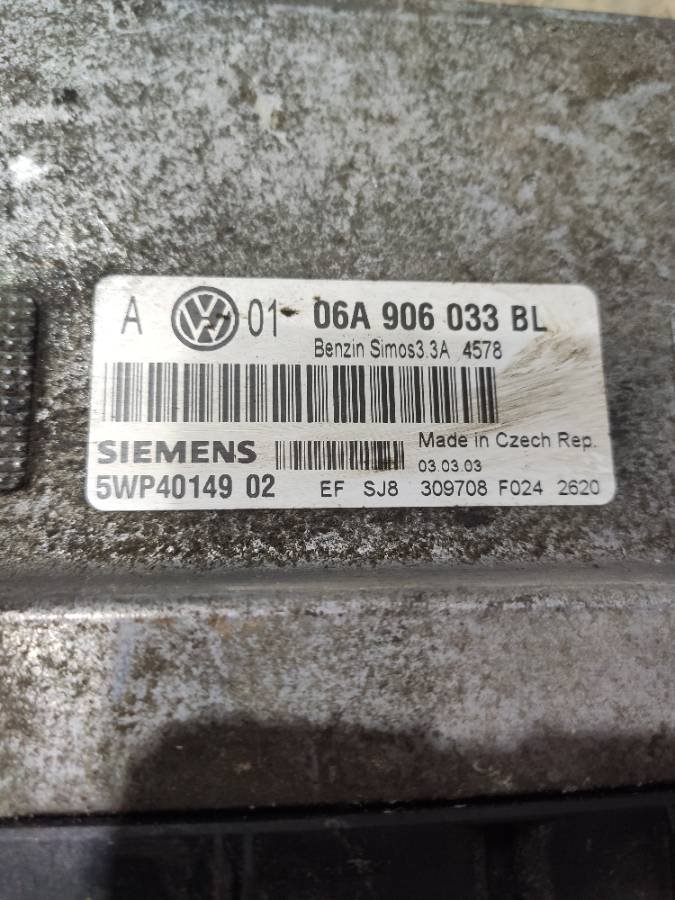 A VW 01 06A 906 033 BL
Benzin Simos3.3A 4578
SIEMENS Made in Czech Rep.
03.03.03
5WP40149 02 EF SJ8 309708 F024 2620